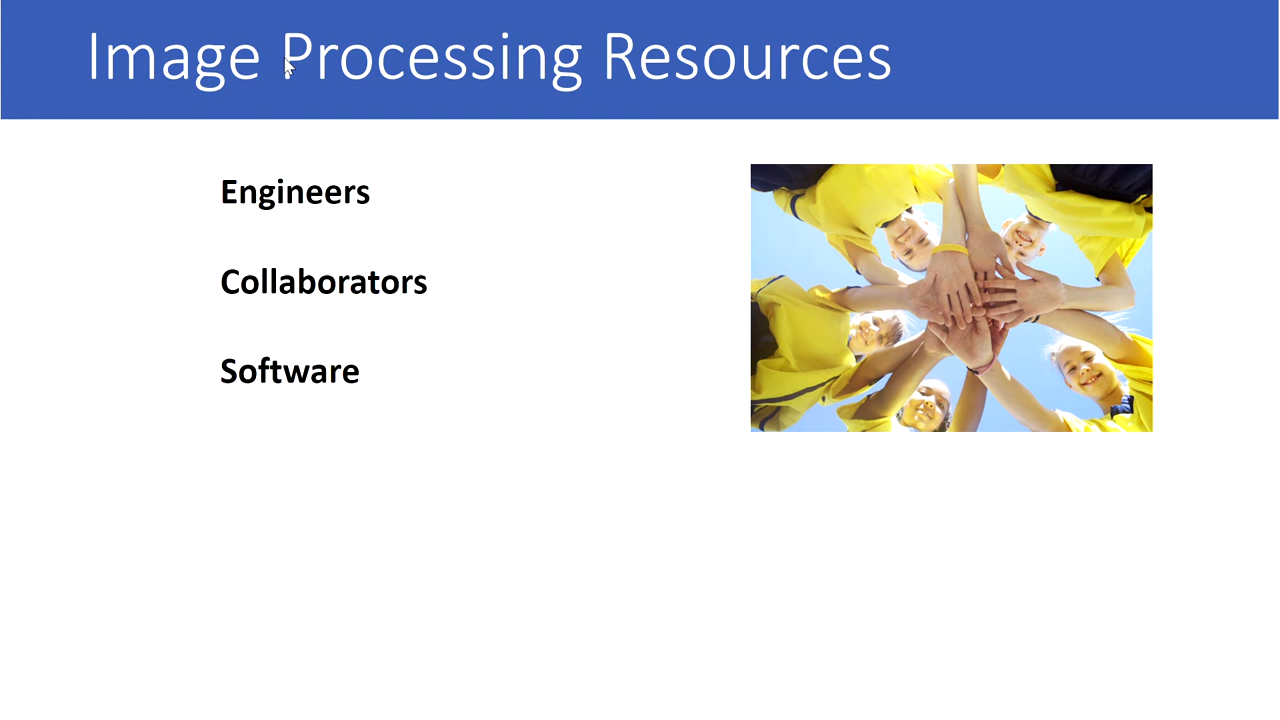 Image Processing Resources
Engineers
Collaborators
Software